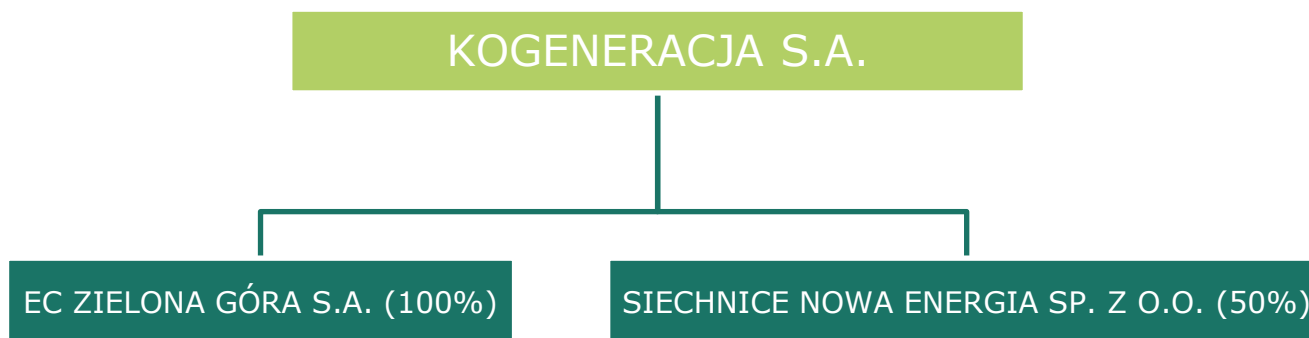 KOGENERACJA S.A.
EC ZIELONA GÓRA S.A. (100%)
SIECHNICE NOWA ENERGIA SP. Z O.O. (50%)